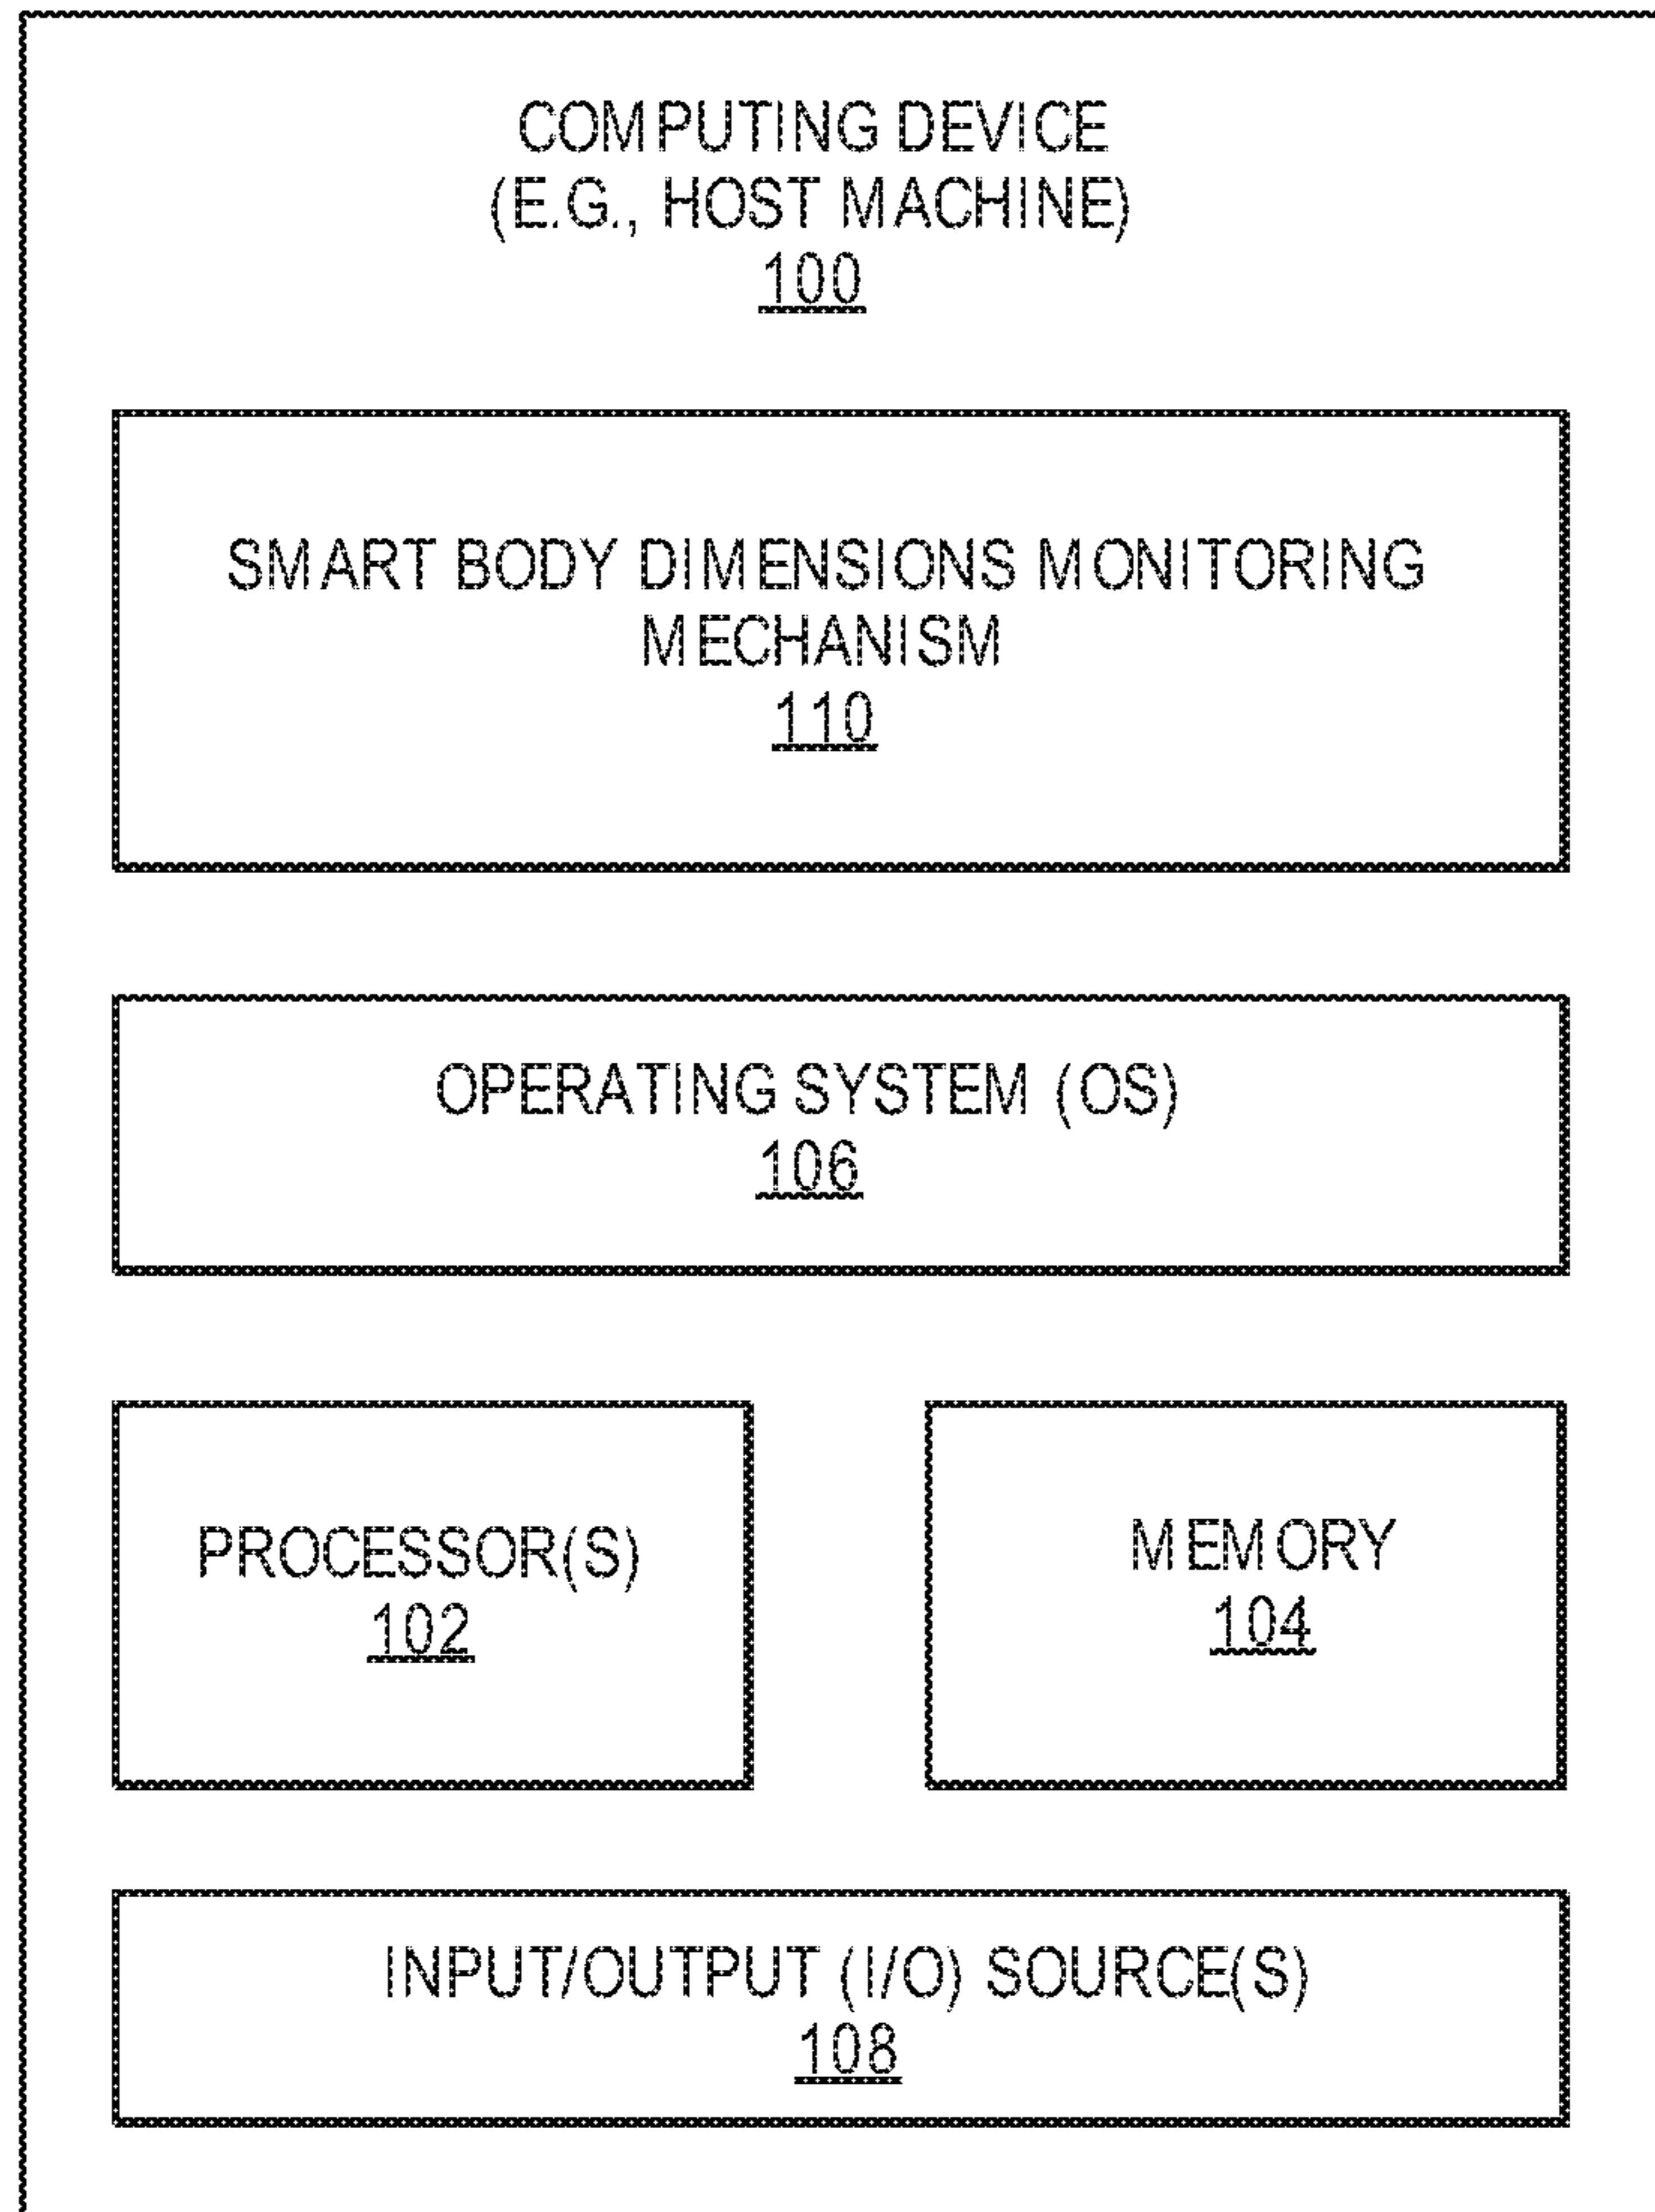 COMPUTING DEVICE
(E.G., HOST MACHINE)
100
SMART BODY DIMENSIONS MONITORING
MECHANISM
110
OPERATING SYSTEM (OS)
106
PROCESSOR(S)
102
MEMORY
104
INPUT/OUTPUT (I/O) SOURCE(S)
108